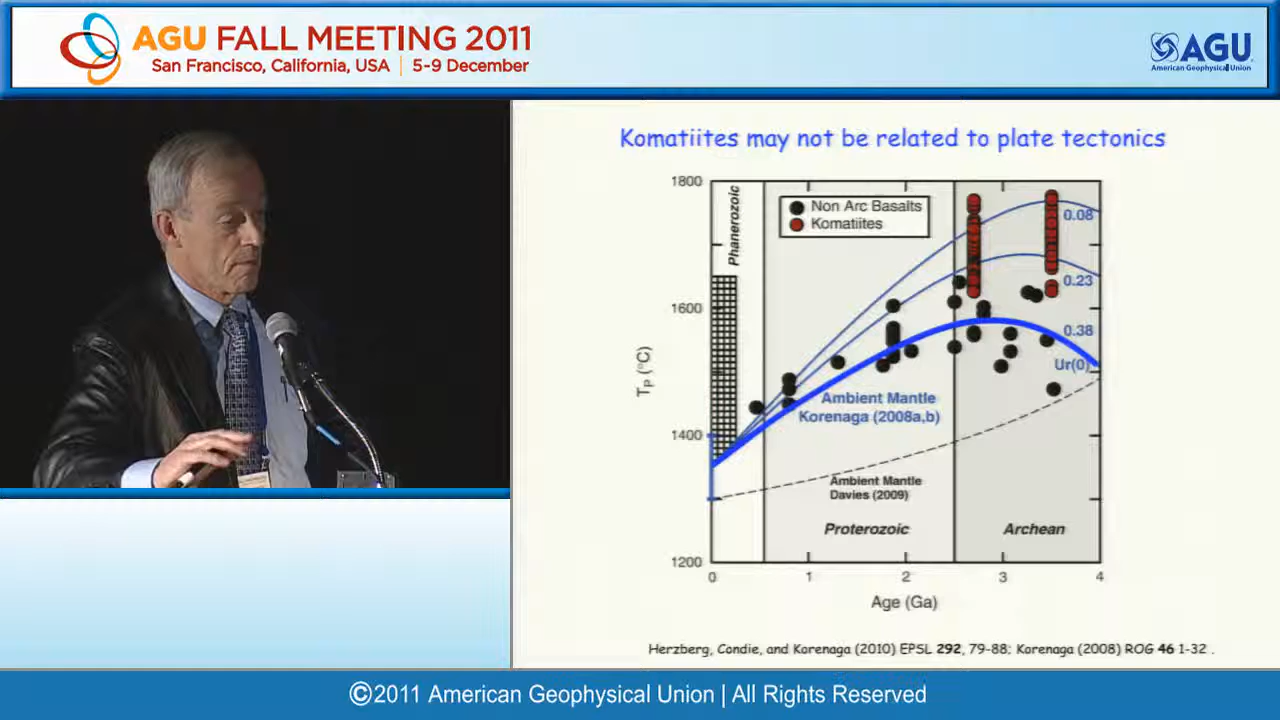 AGU FALL MEETING 2011
San Francisco, California, USA | 5-9 December
AGU
American Geophysical Union
Komatiites may not be related to plate tectonics
1800
1600
1400
1200
TP (°C)
Phanerozoic
Non Arc Basalts
Komatiites
0.08
0.23
0.38
Ur(0)
Ambient Mantle
Korenaga (2008a,b)
Ambient Mantle
Davies (2009)
Proterozoic
Archean
0 1 2 3 4
Age (Ga)
Herzberg, Condie, and Korenaga (2010) EPSL 292, 79-88; Korenaga (2008) ROG 46 1-32 .
©2011 American Geophysical Union | All Rights Reserved